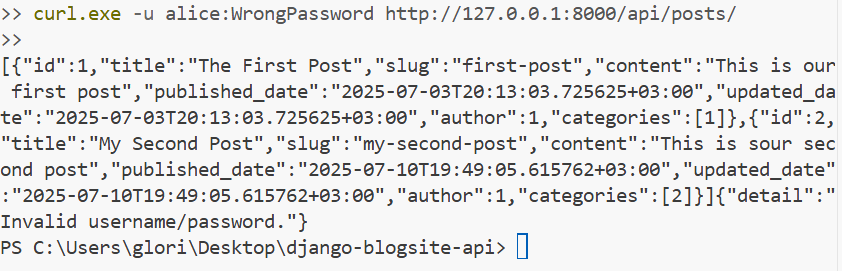 >> curl.exe -u alice:WrongPassword http://127.0.0.1:8000/api/posts/
>>
[{"id":1,"title":"The First Post","slug":"first-post","content":"This is our
 first post","published_date":"2025-07-03T20:13:03.725625+03:00","updated_da
te":"2025-07-03T20:13:03.725625+03:00","author":1,"categories":[1]},{"id":2,
"title":"My Second Post","slug":"my-second-post","content":"This is sour sec
ond post","published_date":"2025-07-10T19:49:05.615762+03:00","updated_date"
:"2025-07-10T19:49:05.615762+03:00","author":1,"categories":[2]}]{"detail":"
Invalid username/password."}
PS C:\Users\glori\Desktop\django-blogsite-api>